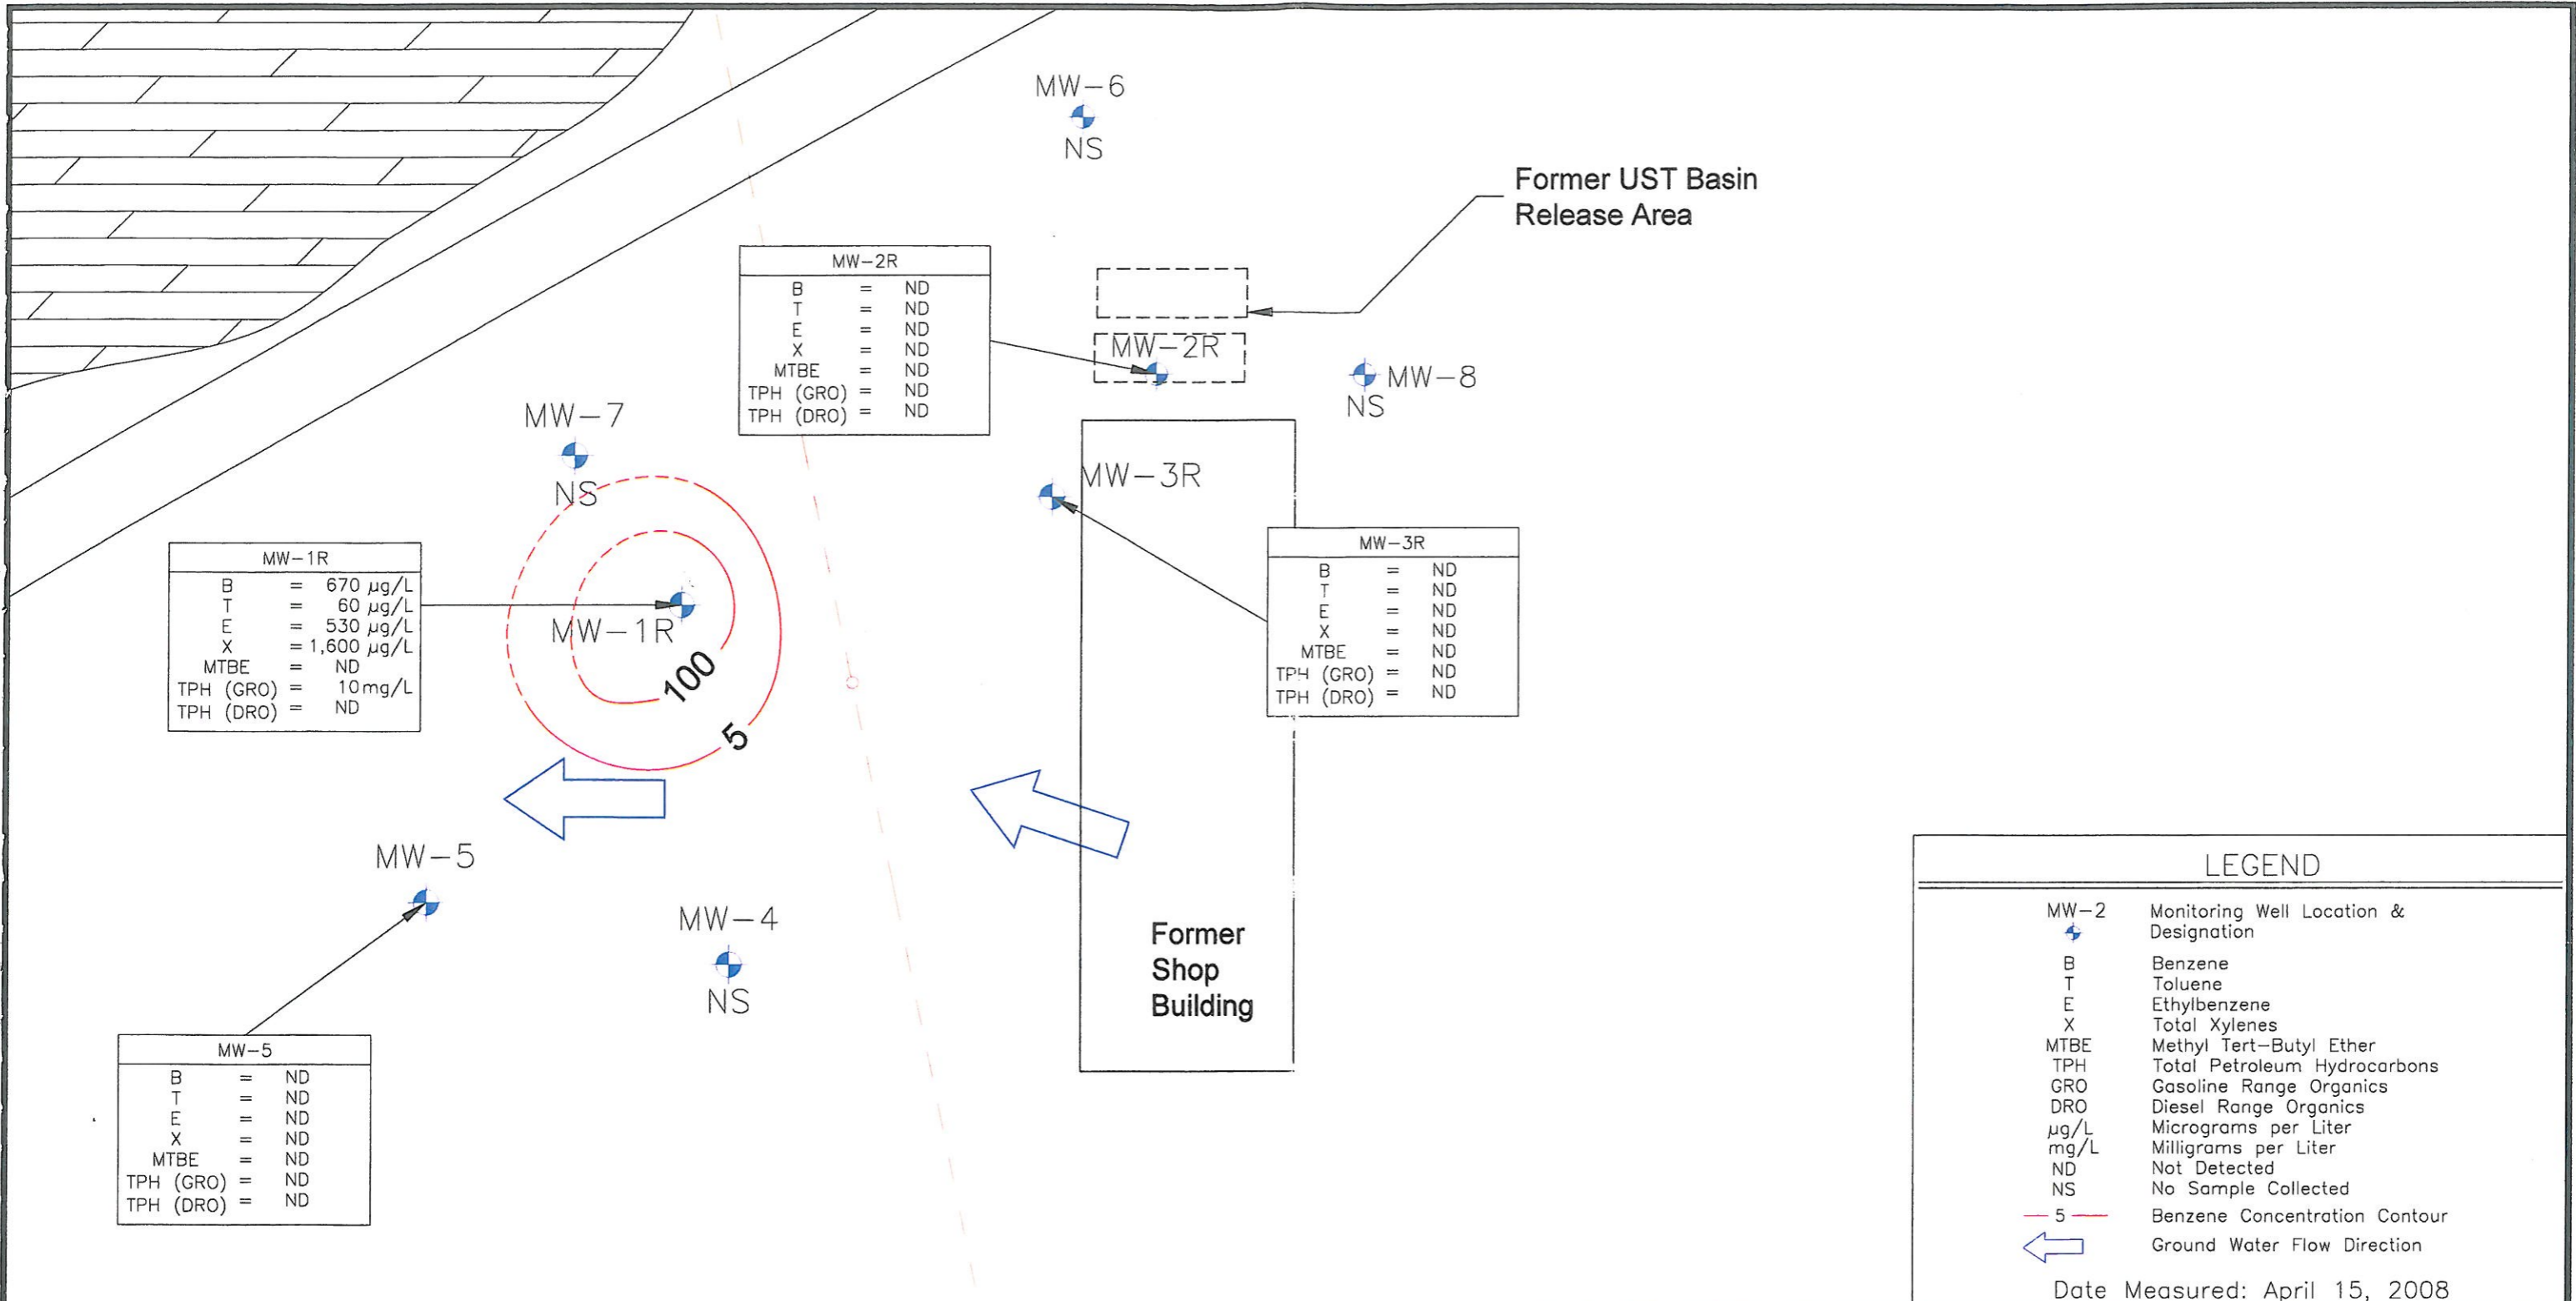 MW-6
NS
Former UST Basin
Release Area
MW-2R
B = ND
T = ND
E = ND
X = ND
MTBE = ND
TPH (GRO) = ND
TPH (DRO) = ND
MW-2R
MW-8
NS
MW-7
NS
MW-3R
MW-1R
B = 670 µg/L
T = 60 µg/L
E = 530 µg/L
X = 1,600 µg/L
MTBE = ND
TPH (GRO) = 10mg/L
TPH (DRO) = ND
MW-1R
100
5
MW-3R
B = ND
T = ND
E = ND
X = ND
MTBE = ND
TPH (GRO) = ND
TPH (DRO) = ND
MW-5
MW-4
NS
Former
Shop
Building
MW-5
B = ND
T = ND
E = ND
X = ND
MTBE = ND
TPH (GRO) = ND
TPH (DRO) = ND
LEGEND
MW-2 Monitoring Well Location &
Designation
B Benzene
T Toluene
E Ethylbenzene
X Total Xylenes
MTBE Methyl Tert-Butyl Ether
TPH Total Petroleum Hydrocarbons
GRO Gasoline Range Organics
DRO Diesel Range Organics
µg/L Micrograms per Liter
mg/L Milligrams per Liter
ND Not Detected
NS No Sample Collected
5 Benzene Concentration Contour
Ground Water Flow Direction
Date Measured: April 15, 2008